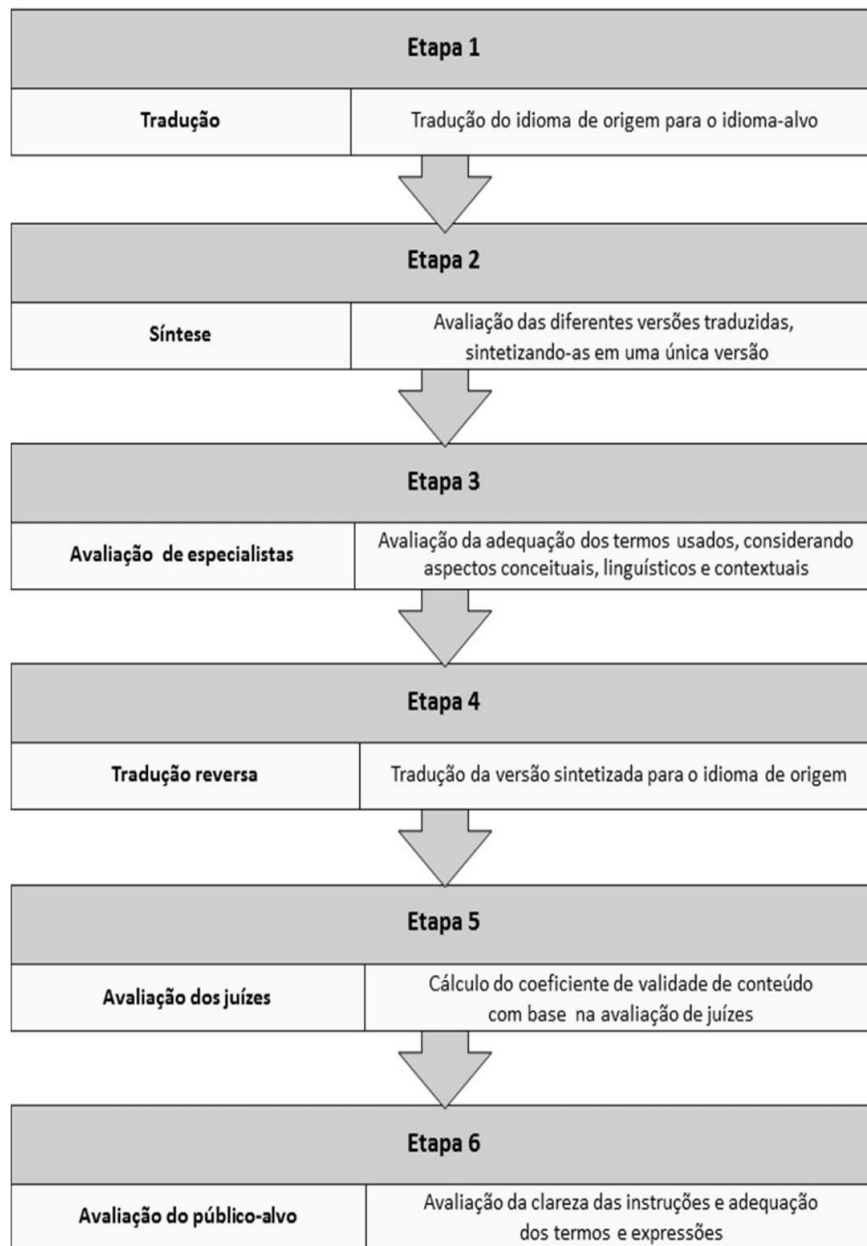 Etapa 1
Tradução
Tradução do idioma de origem para o idioma-alvo
Etapa 2
Síntese
Avaliação das diferentes versões traduzidas,
sintetizando-as em uma única versão
Etapa 3
Avaliação de especialistas
Avaliação da adequação dos termos usados, considerando
aspectos conceituais, linguísticos e contextuais
Etapa 4
Tradução reversa
Tradução da versão sintetizada para o idioma de origem
Etapa 5
Avaliação dos juízes
Cálculo do coeficiente de validade de conteúdo
com base na avaliação de juízes
Etapa 6
Avaliação do público-alvo
Avaliação da clareza das instruções e adequação
dos termos e expressões